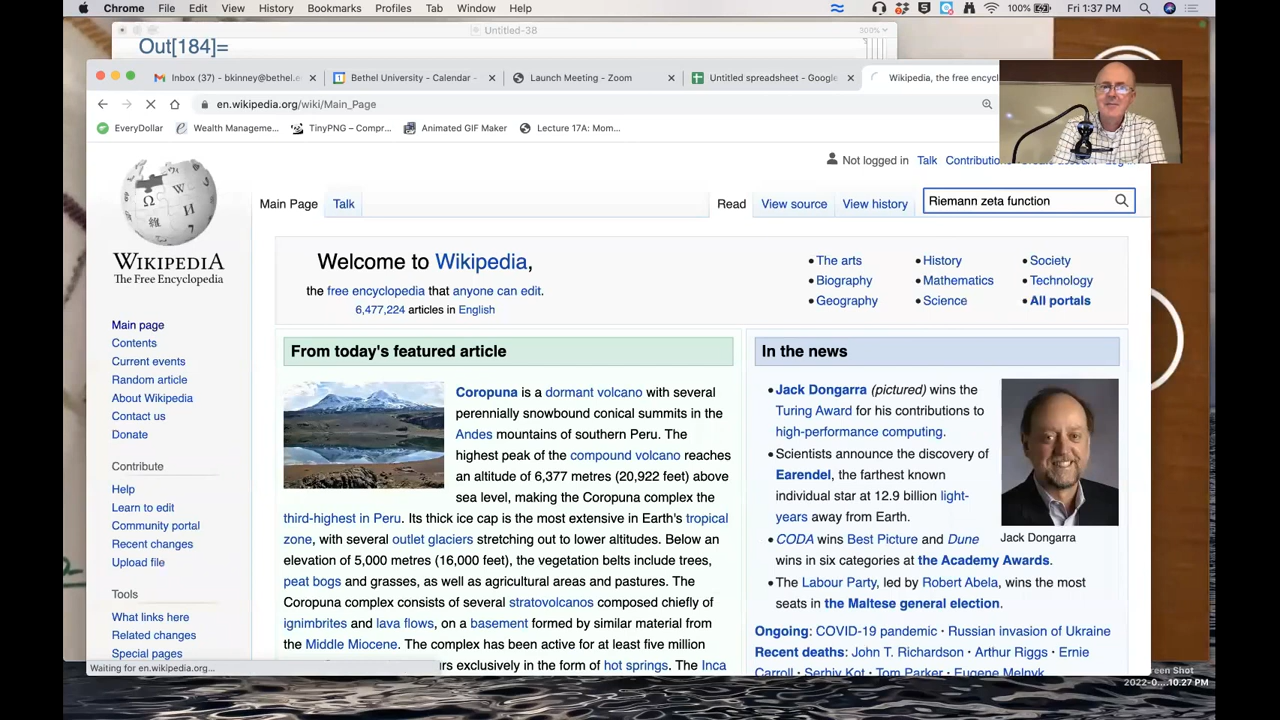 Chrome File Edit View History Bookmarks Profiles Tab Window Help 100% Fri 1:37 PM
Untitled-38 500%
Out[184]=
Inbox (37) - bkinney@bethel.e Bethel University - Calendar - Launch Meeting - Zoom Untitled spreadsheet - Google Wikipedia, the free encycl
en.wikipedia.org/wiki/Main_Page
EveryDollar Wealth Manageme... TinyPNG – Compr... Animated GIF Maker Lecture 17A: Mom...
Not logged in Talk Contributio
Main Page Talk Read View source View history Riemann zeta function
WIKIPEDIA
The Free Encyclopedia
Main page
Contents
Current events
Random article
About Wikipedia
Contact us
Donate
Contribute
Help
Learn to edit
Community portal
Recent changes
Upload file
Tools
What links here
Related changes
Special pages
Waiting for en.wikipedia.org...
Welcome to Wikipedia,
the free encyclopedia that anyone can edit.
6,477,224 articles in English
The arts
Biography
Geography
History
Mathematics
Science
Society
Technology
All portals
From today's featured article
Coropuna is a dormant volcano with several
perennially snowbound conical summits in the
Andes mountains of southern Peru. The
highest peak of the compound volcano reaches
an altitude of 6,377 metres (20,922 feet) above
sea level, making the Coropuna complex the
third-highest in Peru. Its thick ice cap is the most extensive in Earth's tropical
zone, with several outlet glaciers stretching out to lower altitudes. Below an
elevation of 5,000 metres (16,000 feet), the vegetation belts include trees,
peat bogs and grasses, as well as agricultural areas and pastures. The
Coropuna complex consists of several stratovolcanos composed chiefly of
ignimbrites and lava flows, on a basement formed by similar material from
the Middle Miocene. The complex has been active for at least five million
rs exclusively in the form of hot springs. The Inca
In the news
Jack Dongarra (pictured) wins the
Turing Award for his contributions to
high-performance computing.
Scientists announce the discovery of
Earendel, the farthest known
individual star at 12.9 billion light-
years away from Earth.
CODA wins Best Picture and Dune
wins in six categories at the Academy Awards.
The Labour Party, led by Robert Abela, wins the most
seats in the Maltese general election.
Jack Dongarra
Ongoing: COVID-19 pandemic · Russian invasion of Ukraine
Recent deaths: John T. Richardson · Arthur Riggs · Ernie
Carroll · Serhiy Kot · Tom Parker · Eugene Melnyk
reen Shot
2022-0....10.27 PM